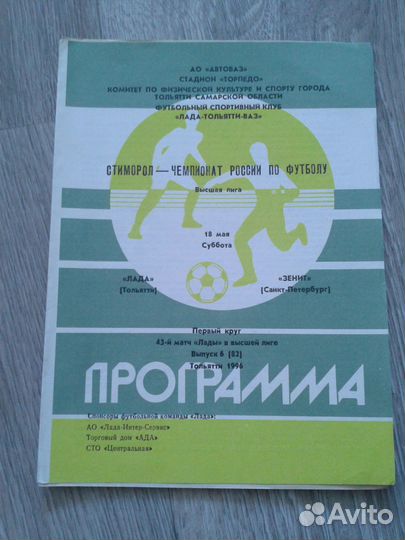 АО «АВТОВАЗ»
СТАДИОН «ТОРПЕДО»
КОМИТЕТ ПО ФИЗИЧЕСКОЙ КУЛЬТУРЕ И СПОРТУ ГОРОДА
ТОЛЬЯТТИ САМАРСКОЙ ОБЛАСТИ
ФУТБОЛЬНЫЙ СПОРТИВНЫЙ КЛУБ
«ЛАДА-ТОЛЬЯТТИ-ВАЗ»
СТИМОРОЛ — ЧЕМПИОНАТ РОССИИ ПО ФУТБОЛУ
Высшая лига
18 мая
Суббота
«ЛАДА» «ЗЕНИТ»
[Тольятти] [Санкт-Петербург]
Первый круг
43-й матч «Лады» в высшей лиге
Выпуск 6 [82]
Тольятти 1996
ПРОГРАММА
Спонсоры футбольной команды «Лада»:
АО «Лада-Интер-Сервис»
Торговый дом «АДА»
СТО «Центральная»
Avito